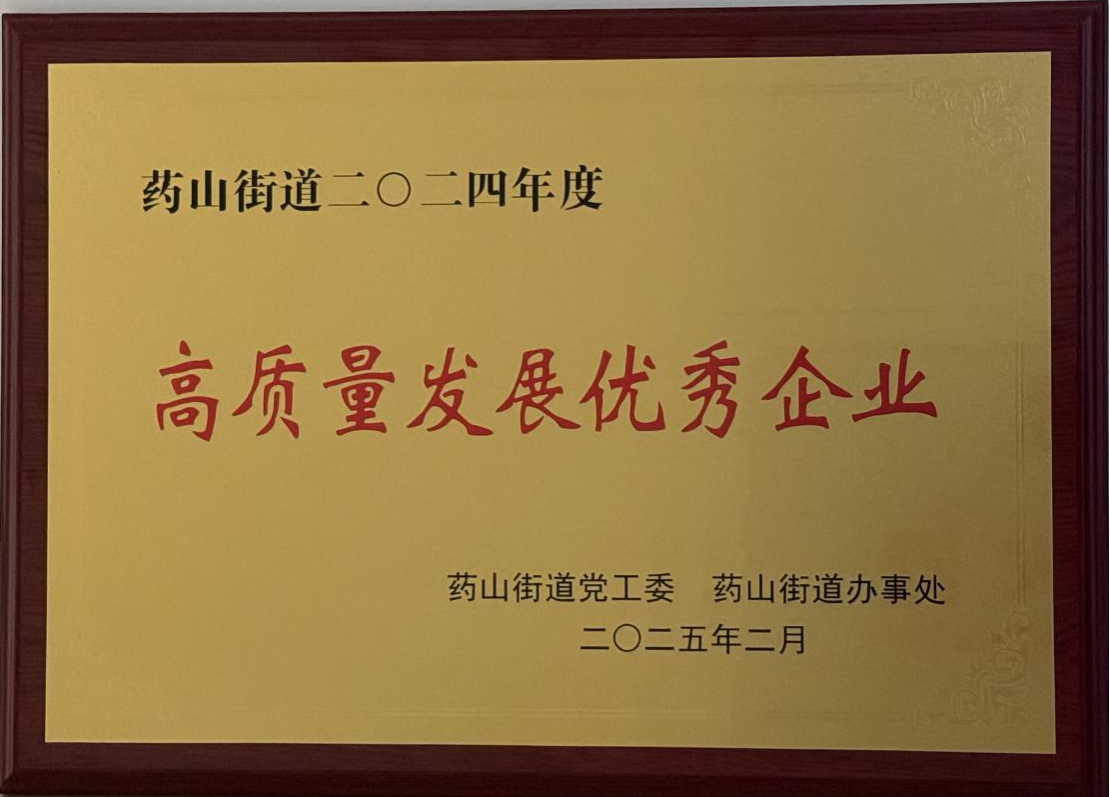 药山街道二〇二四年度
高质量发展优秀企业
药山街道党工委 药山街道办事处
二〇二五年二月